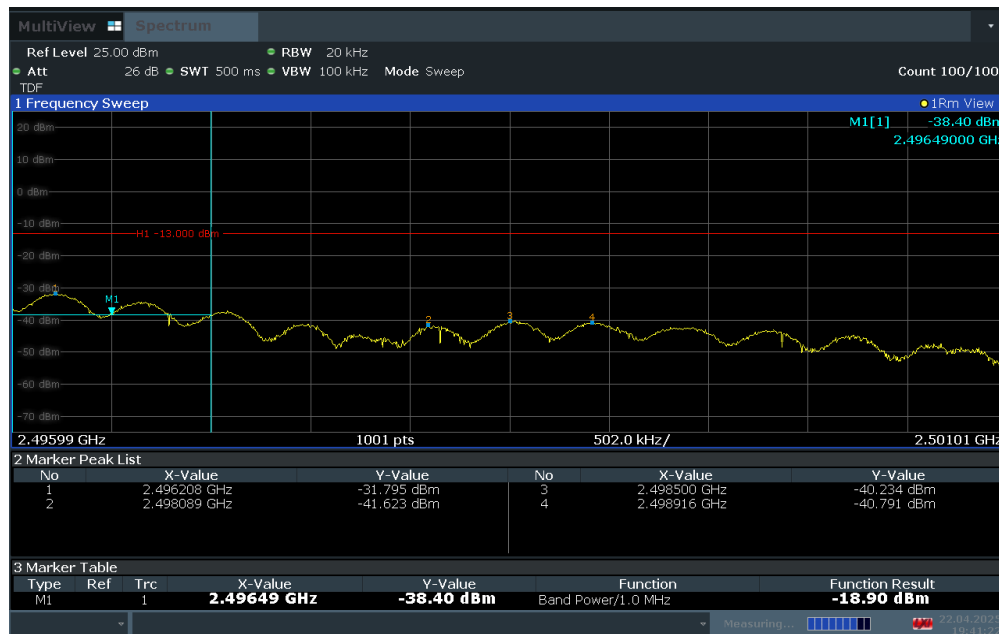 MultiView Spectrum
Ref Level 25.00 dBm RBW 20 kHz
Att 26 dB SWT 500 ms VBW 100 kHz Mode Sweep Count 100/100
TDF
1 Frequency Sweep 1Rm View
M1[1] -38.40 dBm
20 dBm
2.49649000 GH
10 dBm
0 dBm
-10 dBm
H1 -13.000 dBm
-20 dBm
-30 dBm
1
M1
-40 dBm
2
3
4
-50 dBm
-60 dBm
-70 dBm
2.49599 GHz 1001 pts 502.0 kHz/ 2.50101 GHz
2 Marker Peak List
No X-Value Y-Value No X-Value Y-Value
1 2.496208 GHz -31.795 dBm 3 2.498500 GHz -40.234 dBm
2 2.498089 GHz -41.623 dBm 4 2.498916 GHz -40.791 dBm
3 Marker Table
Type Ref Trc X-Value Y-Value Function Function Result
M1 1 2.49649 GHz -38.40 dBm Band Power/1.0 MHz -18.90 dBm
Measuring...